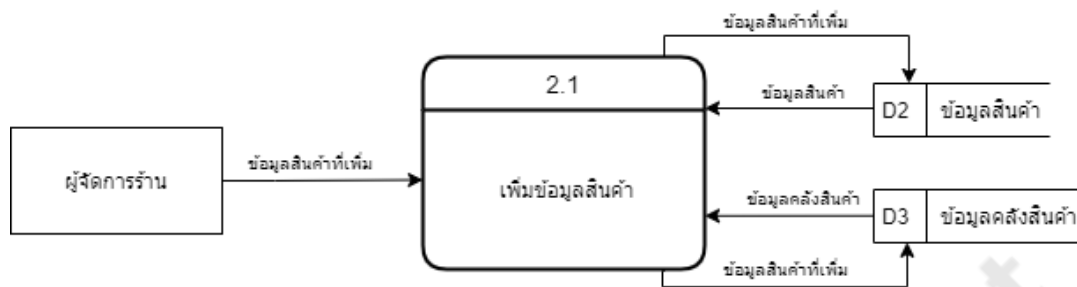 ข้อมูลสินค้าที่เพิ่ม
2.1
ข้อมูลสินค้า
D2 ข้อมูลสินค้า
ผู้จัดการร้าน
ข้อมูลสินค้าที่เพิ่ม
เพิ่มข้อมูลสินค้า
ข้อมูลคลังสินค้า
D3 ข้อมูลคลังสินค้า
ข้อมูลสินค้าที่เพิ่ม